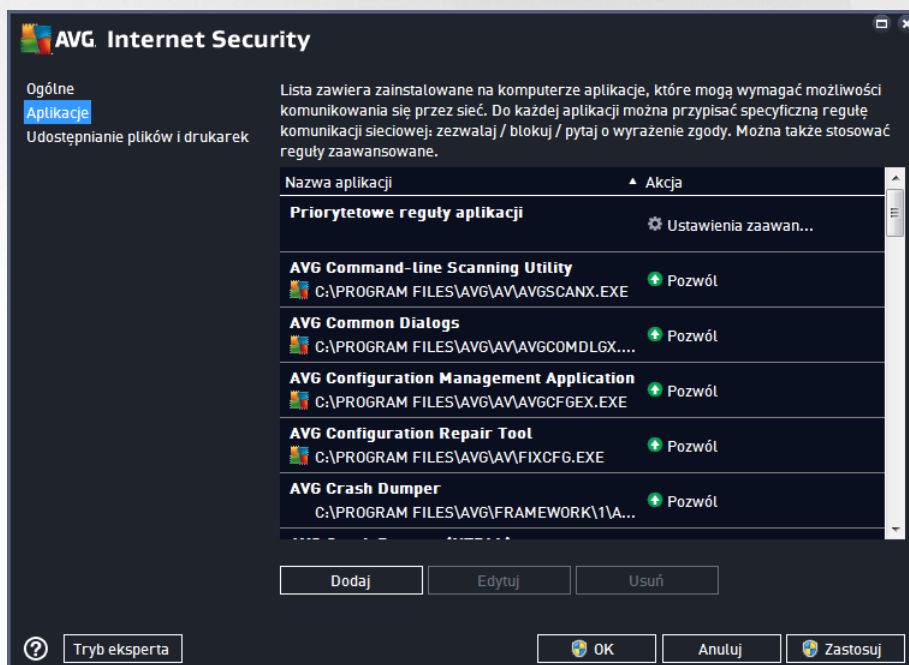 AVG. Internet Security
Ogólne
Aplikacje
Udostępnianie plików i drukarek
Lista zawiera zainstalowane na komputerze aplikacje, które mogą wymagać możliwości
komunikowania się przez sieć. Do każdej aplikacji można przypisać specyficzną regułę
komunikacji sieciowej: zezwalaj / blokuj / pytaj o wyrażenie zgody. Można także stosować
reguły zaawansowane.
Nazwa aplikacji Akcja
Priorytetowe reguły aplikacji
Ustawienia zaawan...
AVG Command-line Scanning Utility
C:\PROGRAM FILES\AVG\AV\AVGSCANX.EXE
Pozwól
AVG Common Dialogs
C:\PROGRAM FILES\AVG\AV\AVGCOMDLGX....
Pozwól
AVG Configuration Management Application
C:\PROGRAM FILES\AVG\AV\AVGCFGEX.EXE
Pozwól
AVG Configuration Repair Tool
C:\PROGRAM FILES\AVG\AV\FIXCFG.EXE
Pozwól
AVG Crash Dumper
C:\PROGRAM FILES\AVG\FRAMEWORK\1\A...
Pozwól
Dodaj Edytuj Usuń
Tryb eksperta OK Anuluj Zastosuj